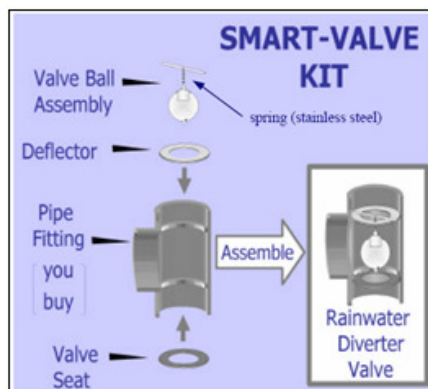 SMART-VALVE
KIT
Valve Ball
Assembly
spring (stainless steel)
Deflector
Pipe
Fitting
you
buy
Assemble
Valve
Seat
Rainwater
Diverter
Valve